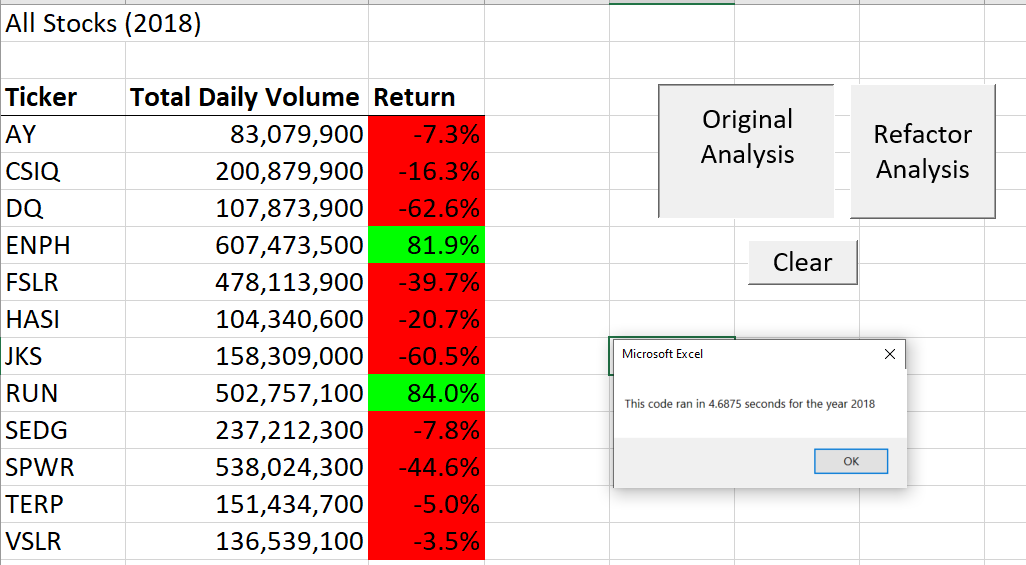 All Stocks (2018)
Ticker Total Daily Volume Return
AY 83,079,900 -7.3%
CSIQ 200,879,900 -16.3%
DQ 107,873,900 -62.6%
ENPH 607,473,500 81.9%
FSLR 478,113,900 -39.7%
HASI 104,340,600 -20.7%
JKS 158,309,000 -60.5%
RUN 502,757,100 84.0%
SEDG 237,212,300 -7.8%
SPWR 538,024,300 -44.6%
TERP 151,434,700 -5.0%
VSLR 136,539,100 -3.5%
Original
Analysis
Refactor
Analysis
Clear
Microsoft Excel
This code ran in 4.6875 seconds for the year 2018
OK